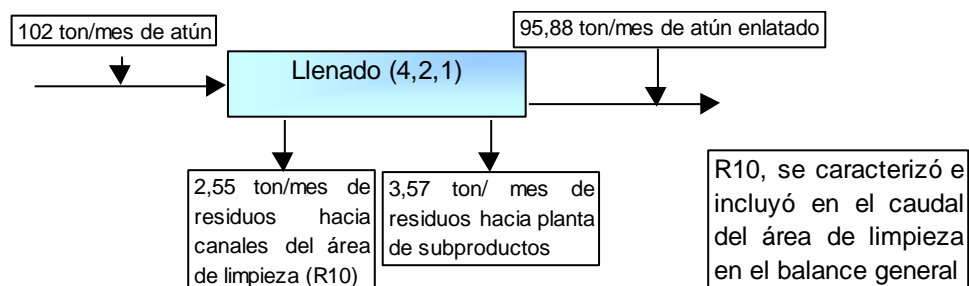 102 ton/mes de atún
95,88 ton/mes de atún enlatado
Llenado (4,2,1)
2,55 ton/mes de
residuos hacia
canales del área
de limpieza (R10)
3,57 ton/ mes de
residuos hacia planta
de subproductos
R10, se caracterizó e
incluyó en el caudal
del área de limpieza
en el balance general